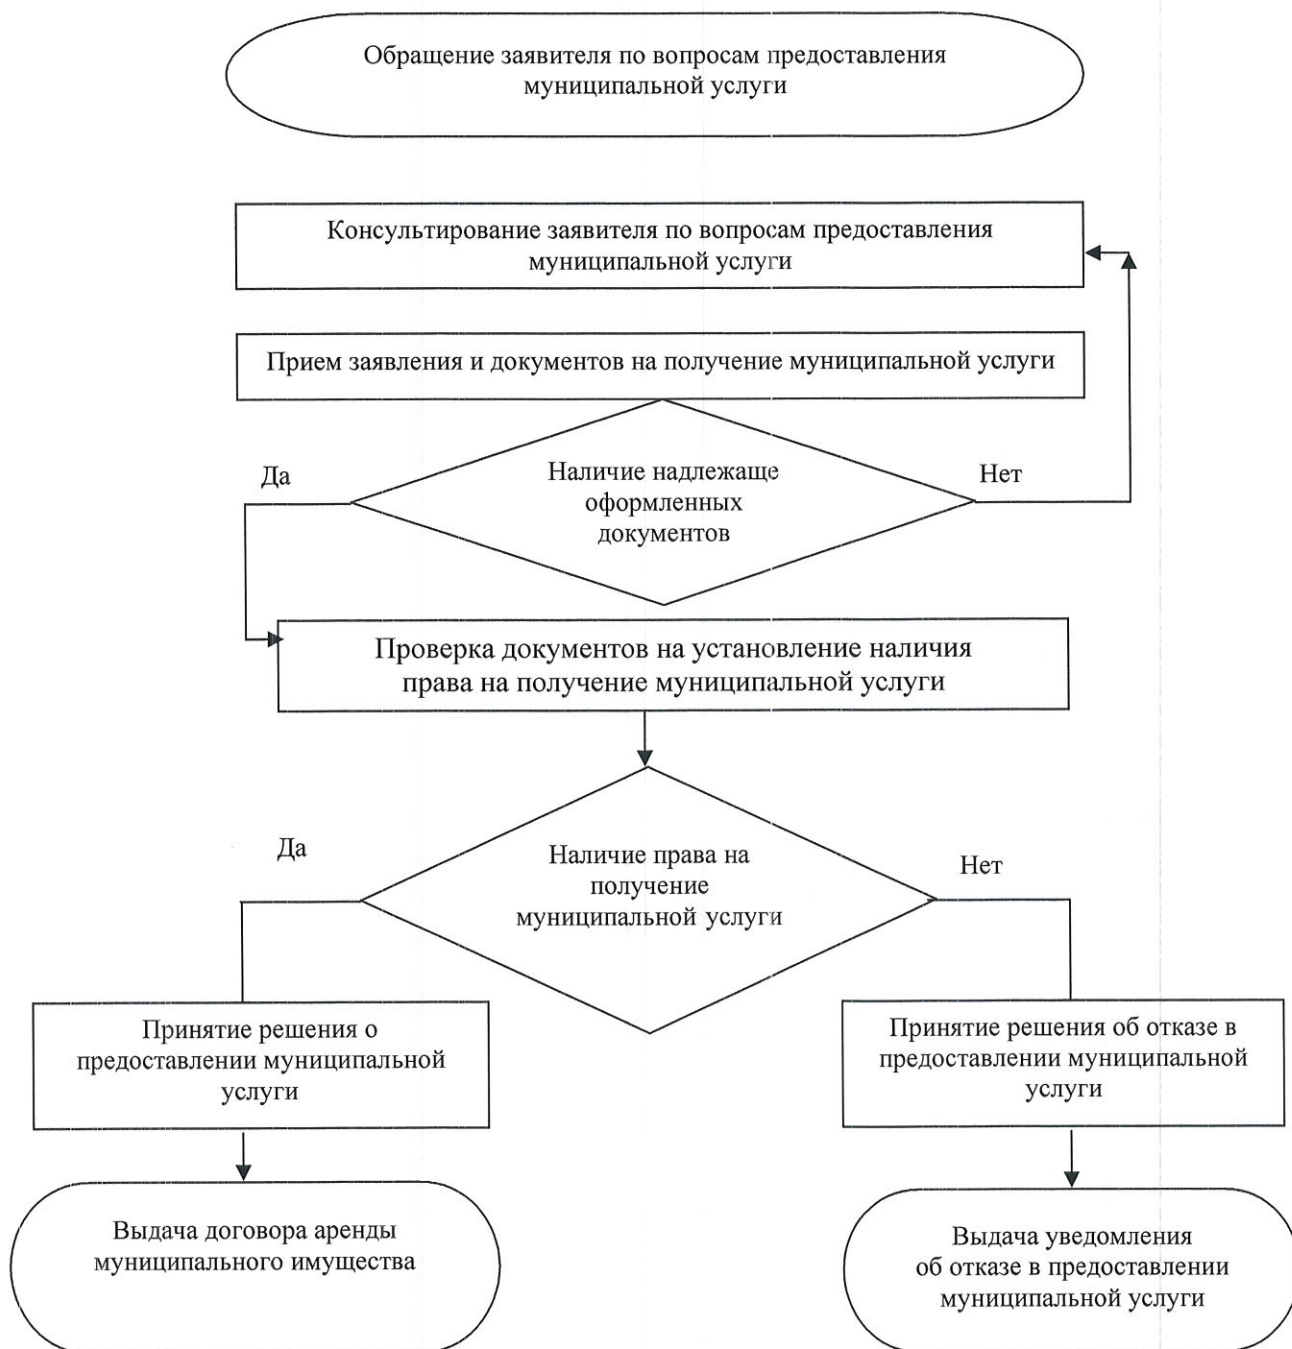 Обращение заявителя по вопросам предоставления
муниципальной услуги
Консультирование заявителя по вопросам предоставления
муниципальной услуги
Прием заявления и документов на получение муниципальной услуги
Да
Наличие надлежаще
оформленных
документов
Нет
Проверка документов на установление наличия
права на получение муниципальной услуги
Да
Наличие права на
получение
муниципальной услуги
Нет
Принятие решения о
предоставлении муниципальной
услуги
Принятие решения об отказе в
предоставлении муниципальной
услуги
Выдача договора аренды
муниципального имущества
Выдача уведомления
об отказе в предоставлении
муниципальной услуги